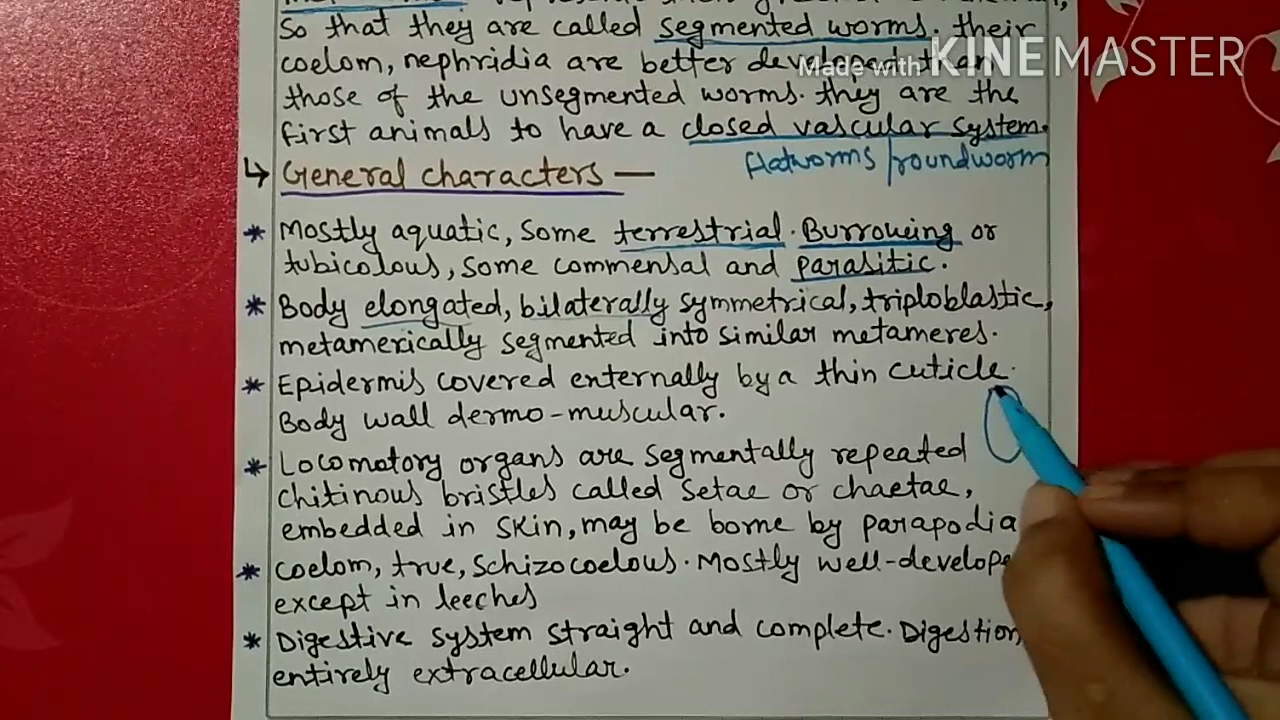 So that they are called segmented worms. their
coelom, nephridia are better developed than
those of the unsegmented worms. they are the
first animals to have a closed vascular system.
flatworms / roundworm
↳ General characters —
* Mostly aquatic, some terrestrial. Burrowing or
tubicolous, some commensal and parasitic.
* Body elongated, bilaterally symmetrical, triploblastic,
metamerically segmented into similar metameres.
* Epidermis covered enternally by a thin cuticle.
Body wall dermo-muscular.
* Locomotory organs are segmentally repeated
chitinous bristles called setae or chaetae,
embedded in skin, may be borne by parapodia
* coelom, true, schizocoelous. Mostly well-develope
except in leeches
* Digestive system straight and complete. Digestion,
entirely extracellular.
Made with KINEMASTER